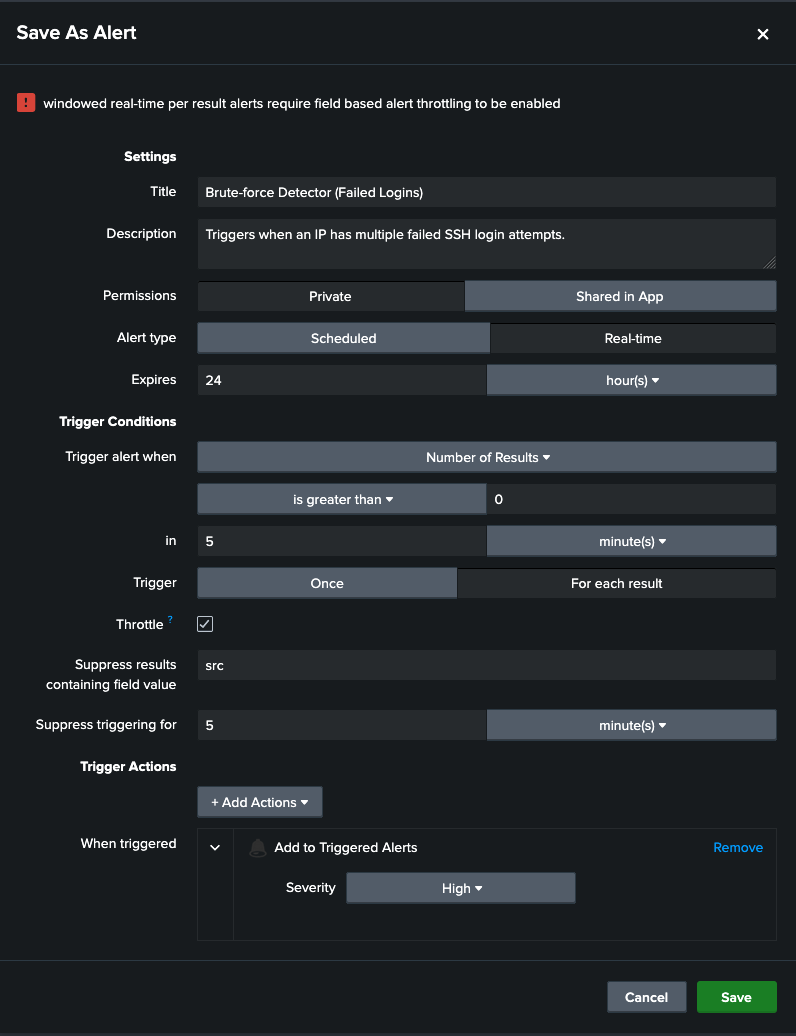 Save As Alert
windowed real-time per result alerts require field based alert throttling to be enabled
Settings
Title Brute-force Detector (Failed Logins)
Description Triggers when an IP has multiple failed SSH login attempts.
Permissions Private Shared in App
Alert type Scheduled Real-time
Expires 24 hour(s)
Trigger Conditions
Trigger alert when Number of Results
is greater than 0
in 5 minute(s)
Trigger Once For each result
Throttle ?
Suppress results
containing field value src
Suppress triggering for 5 minute(s)
Trigger Actions
+ Add Actions
When triggered Add to Triggered Alerts Remove
Severity High
Cancel Save